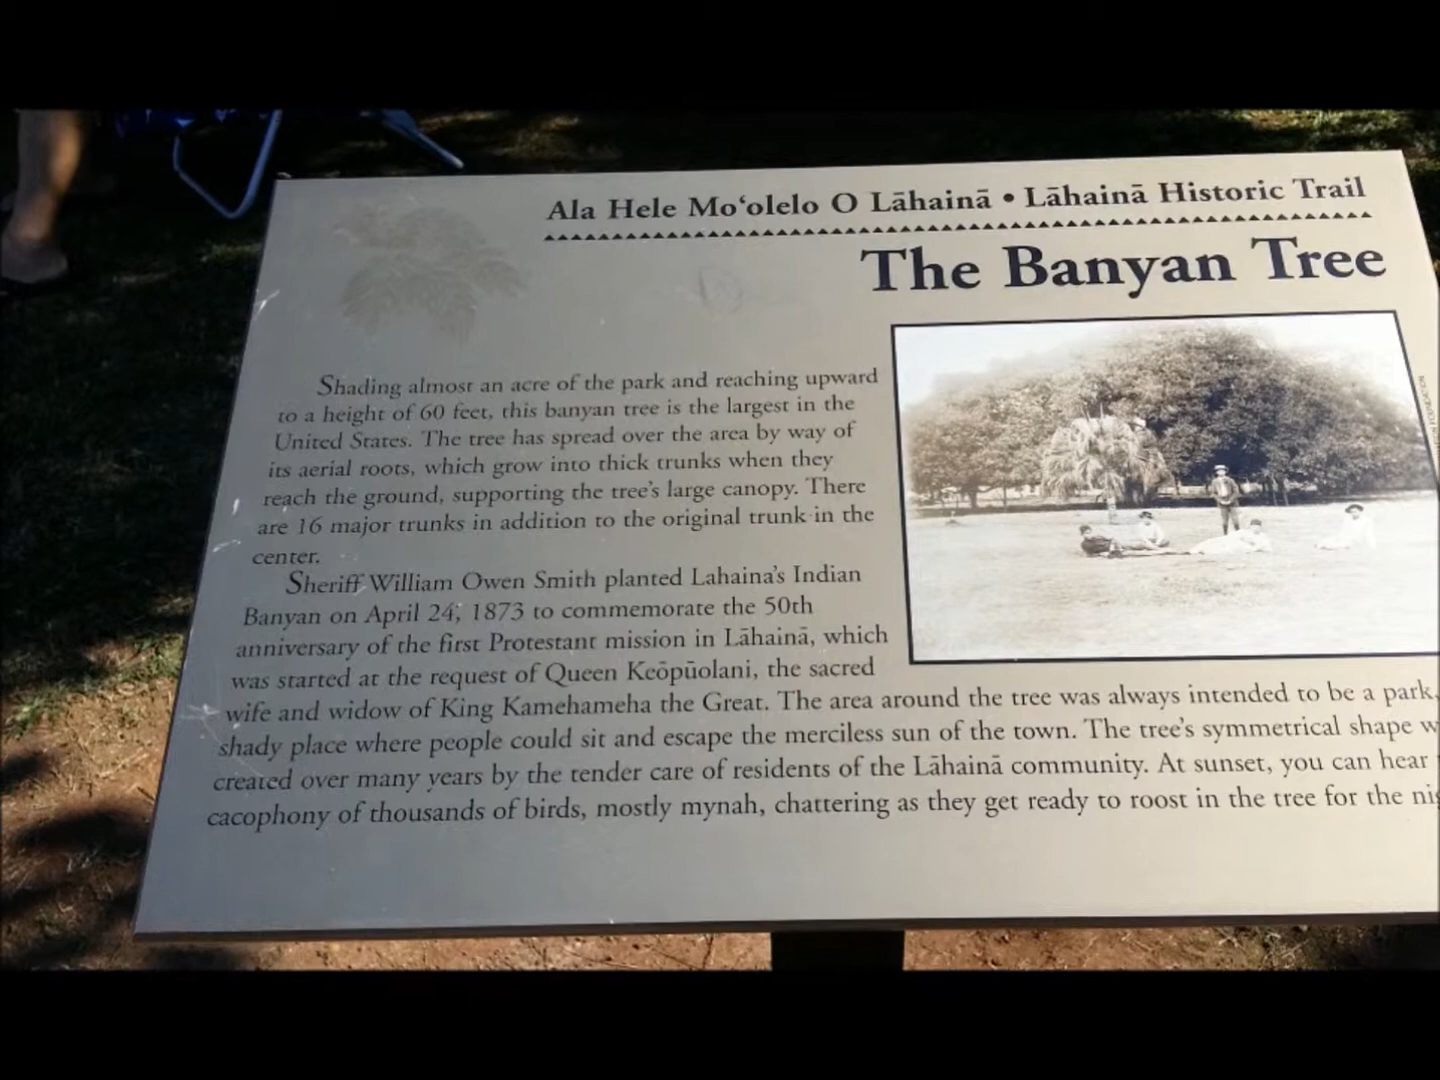 Ala Hele Mo‘olelo O Lāhainā • Lāhainā Historic Trail
The Banyan Tree
Shading almost an acre of the park and reaching upward
to a height of 60 feet, this banyan tree is the largest in the
United States. The tree has spread over the area by way of
its aerial roots, which grow into thick trunks when they
reach the ground, supporting the tree's large canopy. There
are 16 major trunks in addition to the original trunk in the
center.
Sheriff William Owen Smith planted Lahaina's Indian
Banyan on April 24, 1873 to commemorate the 50th
anniversary of the first Protestant mission in Lāhainā, which
was started at the request of Queen Keōpūolani, the sacred
wife and widow of King Kamehameha the Great. The area around the tree was always intended to be a park,
shady place where people could sit and escape the merciless sun of the town. The tree's symmetrical shape w
created over many years by the tender care of residents of the Lāhainā community. At sunset, you can hear
cacophony of thousands of birds, mostly mynah, chattering as they get ready to roost in the tree for the nig